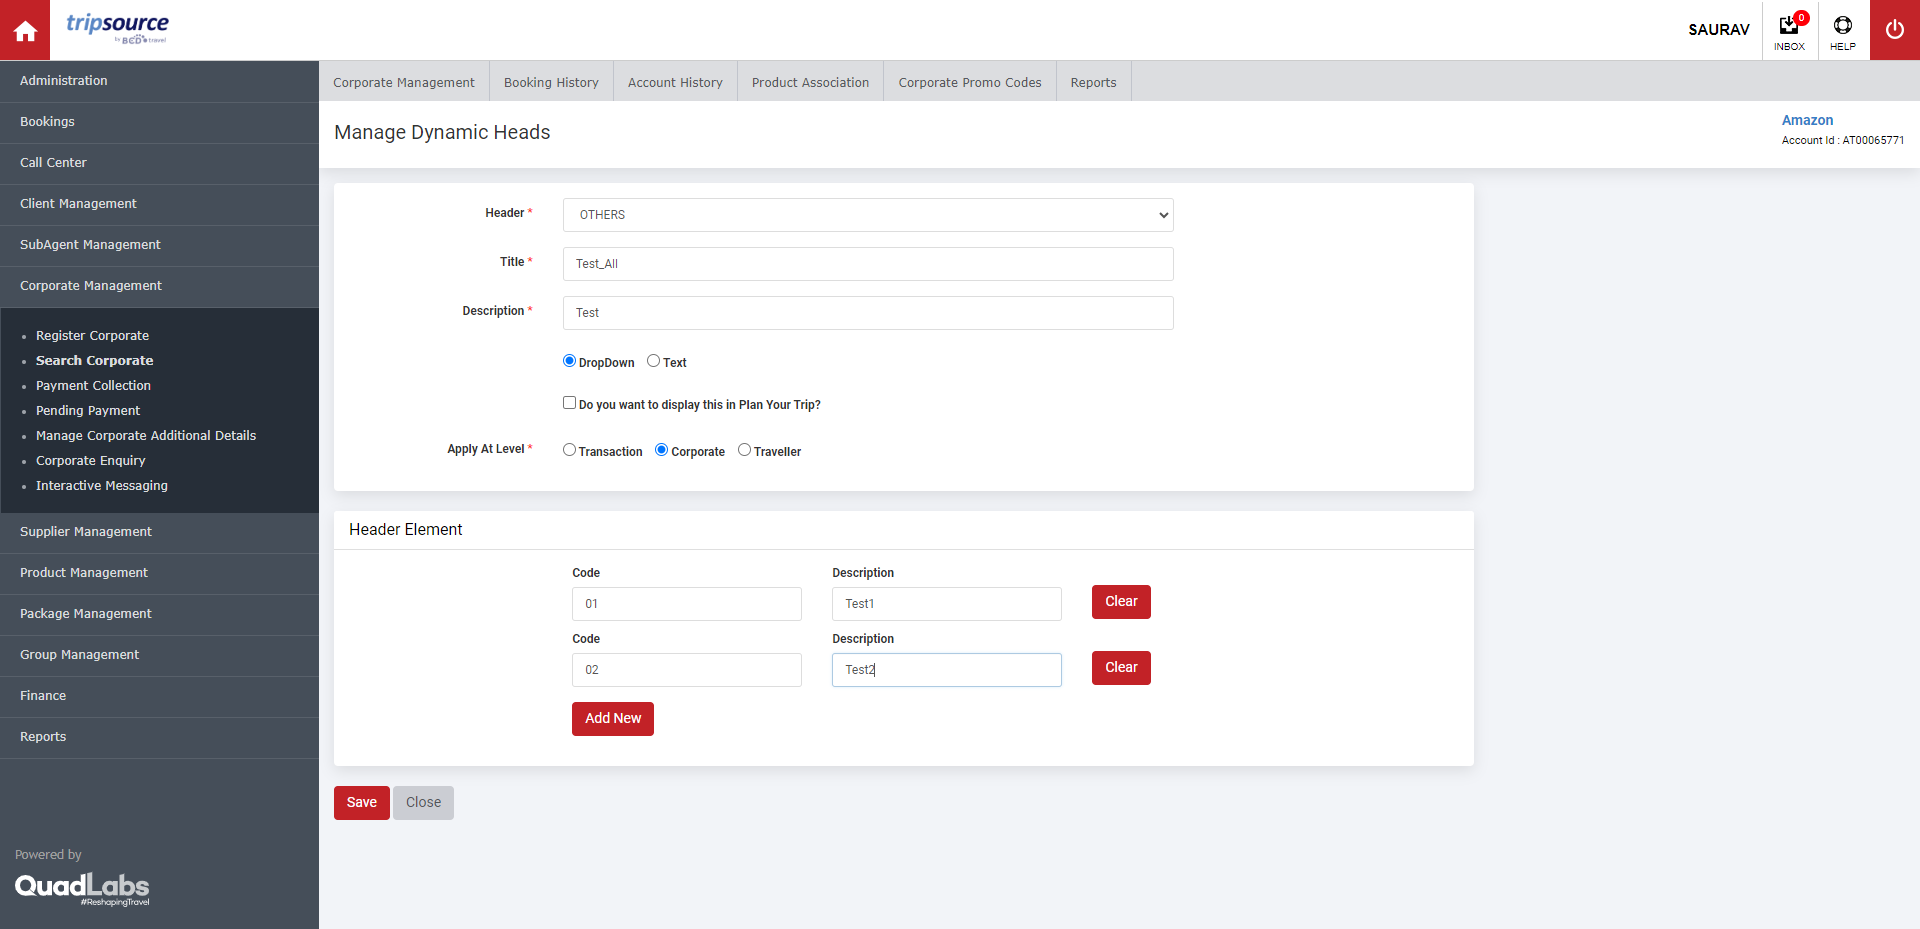 tripsource
by BCD travel
SAURAV
0
INBOX
HELP
Administration
Bookings
Call Center
Client Management
SubAgent Management
Corporate Management
Register Corporate
Search Corporate
Payment Collection
Pending Payment
Manage Corporate Additional Details
Corporate Enquiry
Interactive Messaging
Supplier Management
Product Management
Package Management
Group Management
Finance
Reports
Powered by
QuadLabs
#ReshapingTravel
Corporate Management
Booking History
Account History
Product Association
Corporate Promo Codes
Reports
Manage Dynamic Heads
Amazon
Account Id : AT00065771
Header *
OTHERS
Title *
Test_All
Description *
Test
DropDown
Text
Do you want to display this in Plan Your Trip?
Apply At Level *
Transaction
Corporate
Traveller
Header Element
Code
Description
01
Test1
Clear
Code
Description
02
Test2
Clear
Add New
Save
Close